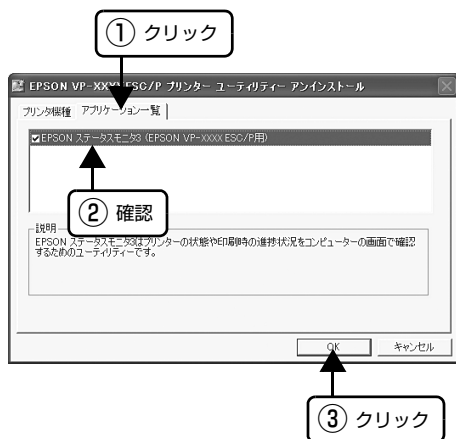 ① クリック
EPSON VP-XXXX ESC/P プリンター ユーティリティー アンインストール
プリンタ機種 アプリケーション一覧
EPSON ステータスモニタ3 (EPSON VP-XXXX ESC/P用)
② 確認
説明
EPSON ステータスモニタ3はプリンターの状態や印刷時の進捗状況をコンピューターの画面で確認
するためのユーティリティーです。
OK キャンセル
③ クリック